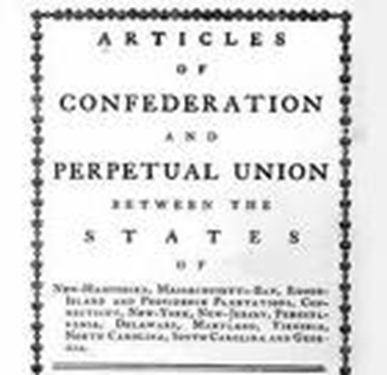 ARTICLES
OF
CONFEDERATION
AND
PERPETUAL UNION
BETWEEN THE
STATES
OF
NEW-HAMPSHIRE, MASSACHUSETTS-BAY, RHODE-
ISLAND AND PROVIDENCE PLANTATIONS, CON-
NECTICUT, NEW-YORK, NEW-JERSEY, PENNSYL-
VANIA, DELAWARE, MARYLAND, VIRGINIA,
NORTH CAROLINA, SOUTH CAROLINA AND GEOR-
GIA.